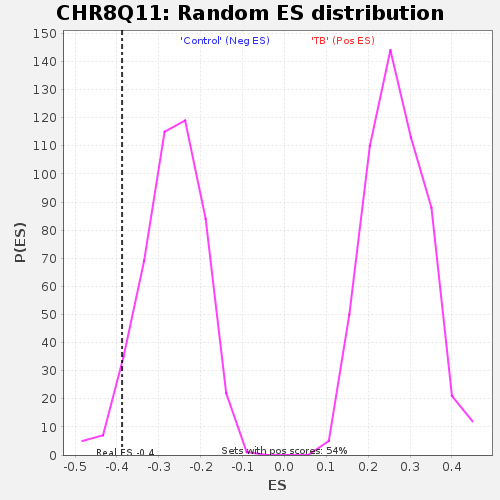 CHR8Q11: Random ES distribution
'Control' (Neg ES) 'TB' (Pos ES)
150
140
130
120
110
100
90
80
70
60
50
40
30
20
10
0
P(ES)
Real ES -0.4
Sets with pos scores: 54%
-0.5 -0.4 -0.3 -0.2 -0.1 0.0 0.1 0.2 0.3 0.4
ES